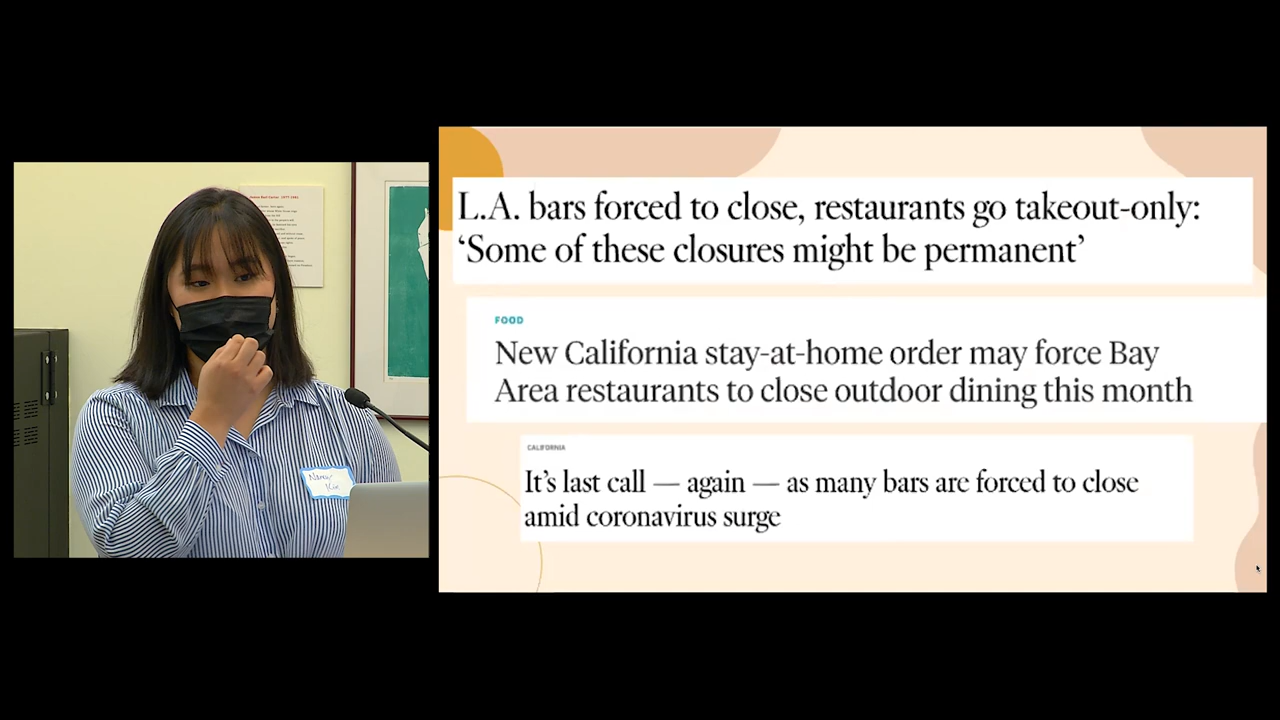 L.A. bars forced to close, restaurants go takeout-only:
‘Some of these closures might be permanent’
FOOD
New California stay-at-home order may force Bay
Area restaurants to close outdoor dining this month
CALIFORNIA
It’s last call — again — as many bars are forced to close
amid coronavirus surge